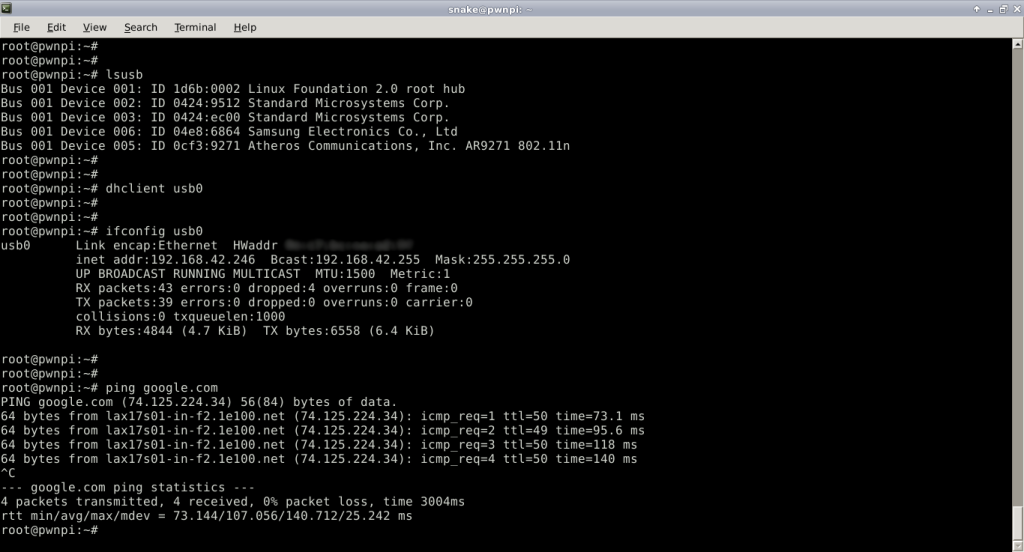 snake@pwnpi: ~
File Edit View Search Terminal Help
root@pwnpi:~#
root@pwnpi:~#
root@pwnpi:~# lsusb
Bus 001 Device 001: ID 1d6b:0002 Linux Foundation 2.0 root hub
Bus 001 Device 002: ID 0424:9512 Standard Microsystems Corp.
Bus 001 Device 003: ID 0424:ec00 Standard Microsystems Corp.
Bus 001 Device 006: ID 04e8:6864 Samsung Electronics Co., Ltd
Bus 001 Device 005: ID 0cf3:9271 Atheros Communications, Inc. AR9271 802.11n
root@pwnpi:~#
root@pwnpi:~#
root@pwnpi:~# dhclient usb0
root@pwnpi:~#
root@pwnpi:~#
root@pwnpi:~# ifconfig usb0
usb0      Link encap:Ethernet  HWaddr
          inet addr:192.168.42.246  Bcast:192.168.42.255  Mask:255.255.255.0
          UP BROADCAST RUNNING MULTICAST  MTU:1500  Metric:1
          RX packets:43 errors:0 dropped:4 overruns:0 frame:0
          TX packets:39 errors:0 dropped:0 overruns:0 carrier:0
          collisions:0 txqueuelen:1000
          RX bytes:4844 (4.7 KiB)  TX bytes:6558 (6.4 KiB)
root@pwnpi:~#
root@pwnpi:~#
root@pwnpi:~# ping google.com
PING google.com (74.125.224.34) 56(84) bytes of data.
64 bytes from lax17s01-in-f2.1e100.net (74.125.224.34): icmp_req=1 ttl=50 time=73.1 ms
64 bytes from lax17s01-in-f2.1e100.net (74.125.224.34): icmp_req=2 ttl=49 time=95.6 ms
64 bytes from lax17s01-in-f2.1e100.net (74.125.224.34): icmp_req=3 ttl=50 time=118 ms
64 bytes from lax17s01-in-f2.1e100.net (74.125.224.34): icmp_req=4 ttl=50 time=140 ms
^C
--- google.com ping statistics ---
4 packets transmitted, 4 received, 0% packet loss, time 3004ms
rtt min/avg/max/mdev = 73.144/107.056/140.712/25.242 ms
root@pwnpi:~#